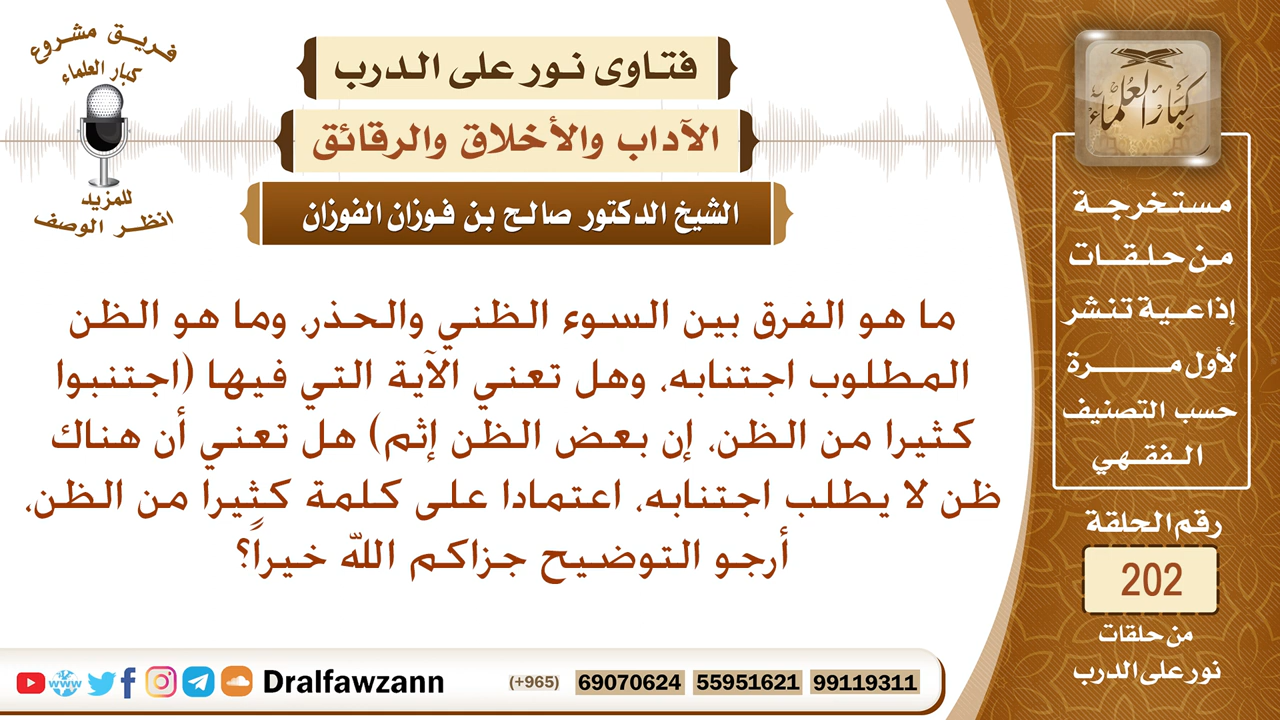 فريق مشروع
كبار العلماء
للمزيد
انظر الوصف
فتاوى نور على الدرب
الآداب والأخلاق والرقائق
الشيخ الدكتور صالح بن فوزان الفوزان
ما هو الفرق بين السوء الظني والحذر، وما هو الظن
المطلوب اجتنابه، وهل تعني الآية التي فيها (اجتنبوا
كثيرا من الظن، إن بعض الظن إثم) هل تعني أن هناك
ظن لا يطلب اجتنابه، اعتمادا على كلمة كثيرا من الظن،
أرجو التوضيح جزاكم الله خيراً؟
كبار العلماء
مستخرجة
من حلقات
إذاعية تنشر
لأول مرة
حسب التصنيف
الفقهي
رقم الحلقة
202
من حلقات
نور على الدرب
www Dralfawzann (+965) 69070624 55951621 99119311